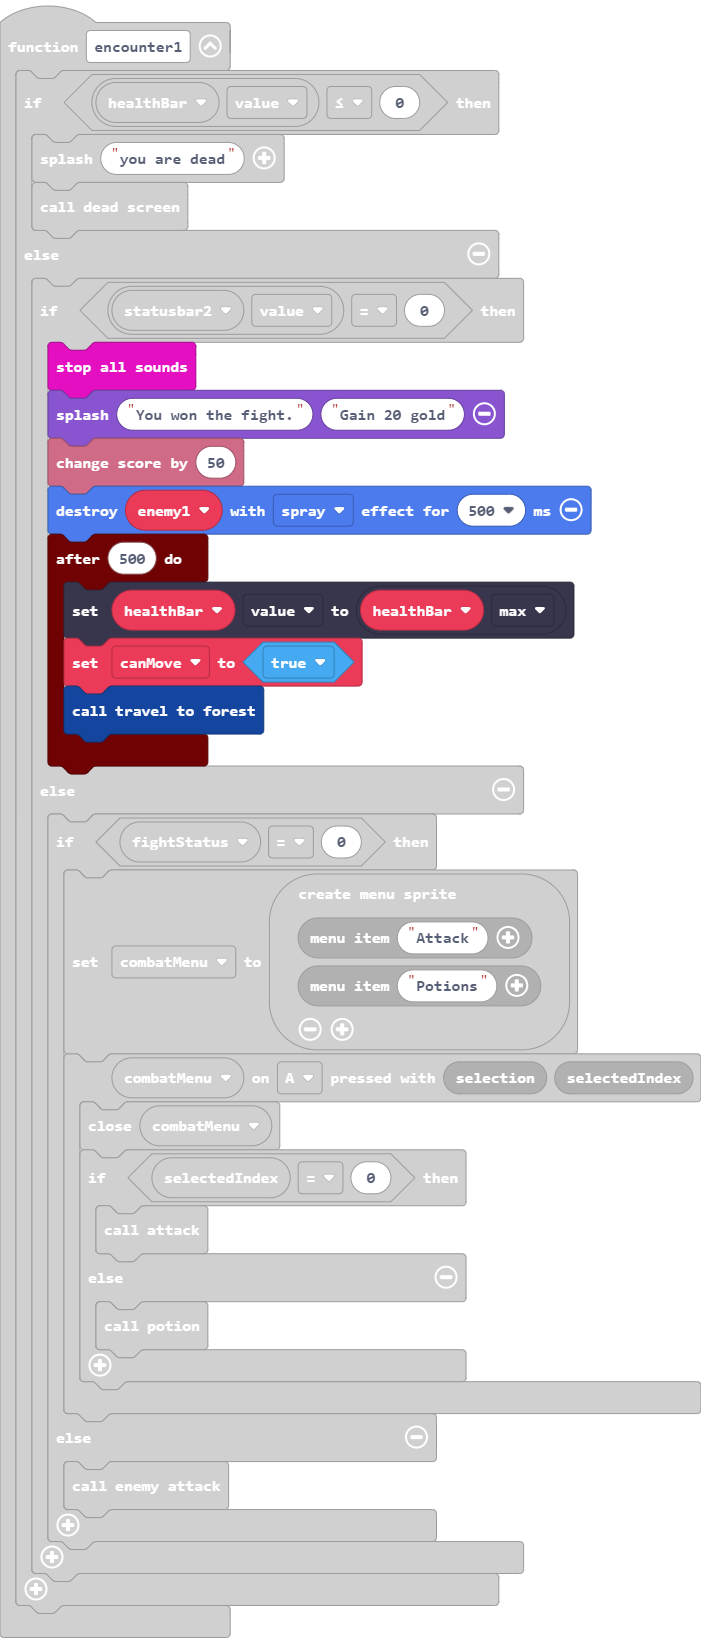 function encounter1
if healthBar value ≤ 0 then
splash "you are dead"
call dead screen
else
if statusbar2 value = 0 then
stop all sounds
splash "You won the fight." "Gain 20 gold"
change score by 50
destroy enemy1 with spray effect for 500 ms
after 500 do
set healthBar value to healthBar max
set canMove to true
call travel to forest
else
if fightStatus = 0 then
create menu sprite
menu item "Attack"
set combatMenu to
menu item "Potions"
combatMenu on A pressed with selection selectedIndex
close combatMenu
if selectedIndex = 0 then
call attack
else
call potion
else
call enemy attack